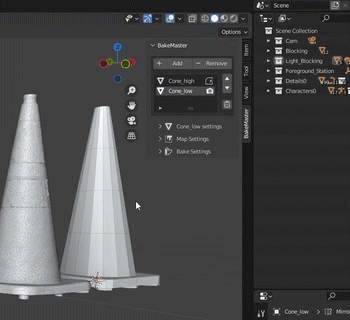 Scene
Options
BakeMaster
Add
Remove
Cone_high
Cone_low
Cone_low settings
Map Settings
Bake Settings
Item
Tool
View
BakeMaster
Z
Scene Collection
Cam
Blocking
Light_Blocking
Foreground_Station
Details0
Characters0
Cone_low
Mirro